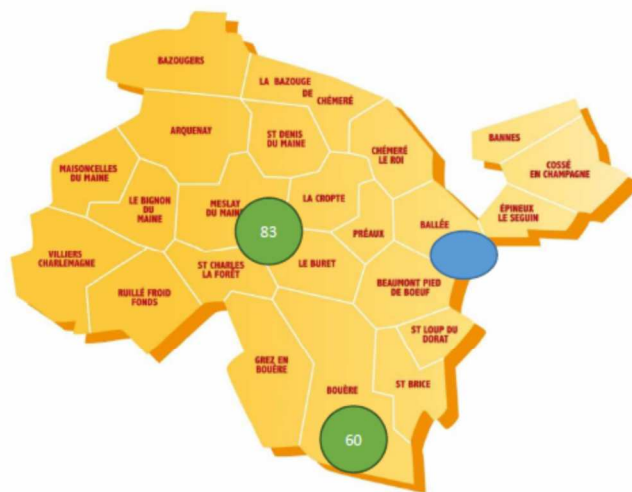 BAZOUGERS
LA BAZOUGE
DE
CHÉMERÉ
ARQUENAY
ST DENIS
DU MAINE
CHÉMERÉ
LE ROI
BANNES
COSSÉ
EN CHAMPAGNE
MAISONCELLES
DU MAINE
LE BIGNON
DU
MAINE
MESLAY
DU MAINE
LA CROPTE
ÉPINEUX
LE SEGUIN
PRÉAUX
BALLÉE
83
VILLIERS
CHARLEMAGNE
ST CHARLES
LA FORÊT
LE BURET
RUILLÉ FROID
FONDS
BEAUMONT PIED
DE BOEUF
ST LOUP DU
DORAT
GREZ EN
BOUÈRE
BOUÈRE
ST BRICE
60